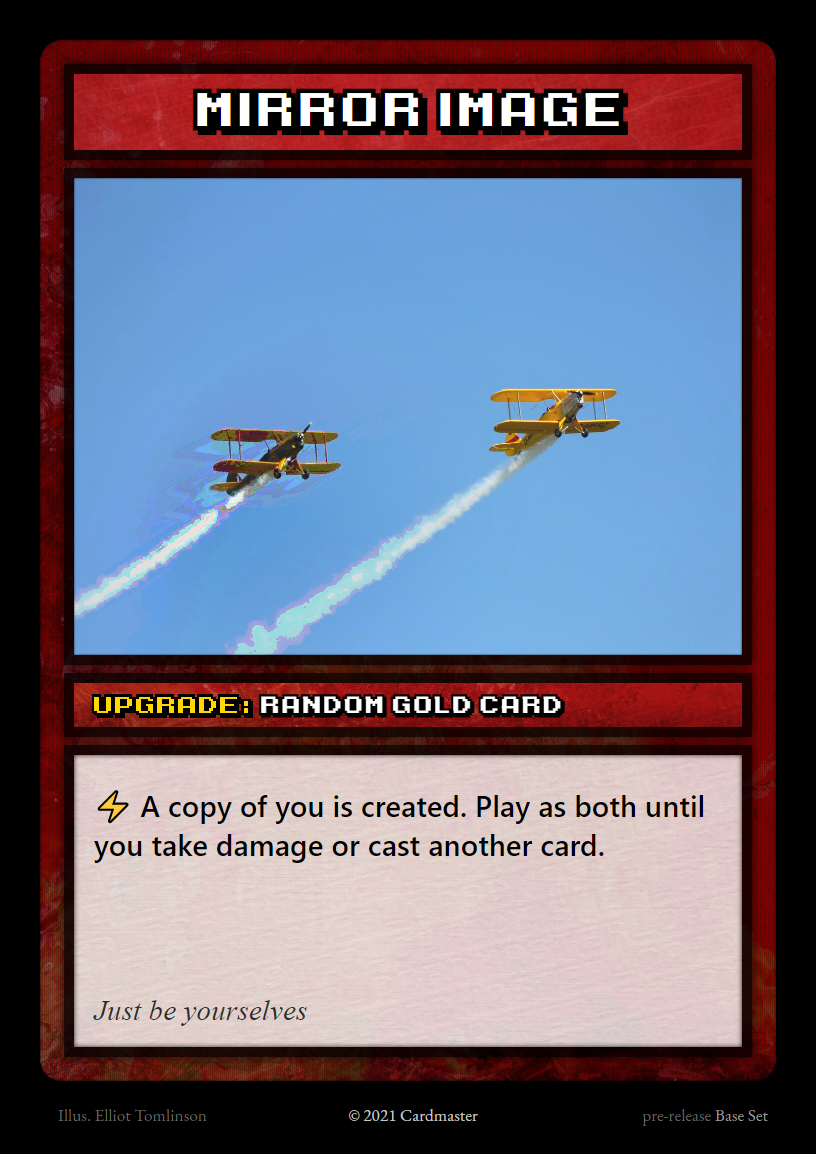 MIRROR IMAGE
UPGRADE: RANDOM GOLD CARD
⚡ A copy of you is created. Play as both until
you take damage or cast another card.
Just be yourselves
Illus. Elliot Tomlinson © 2021 Cardmaster pre-release Base Set